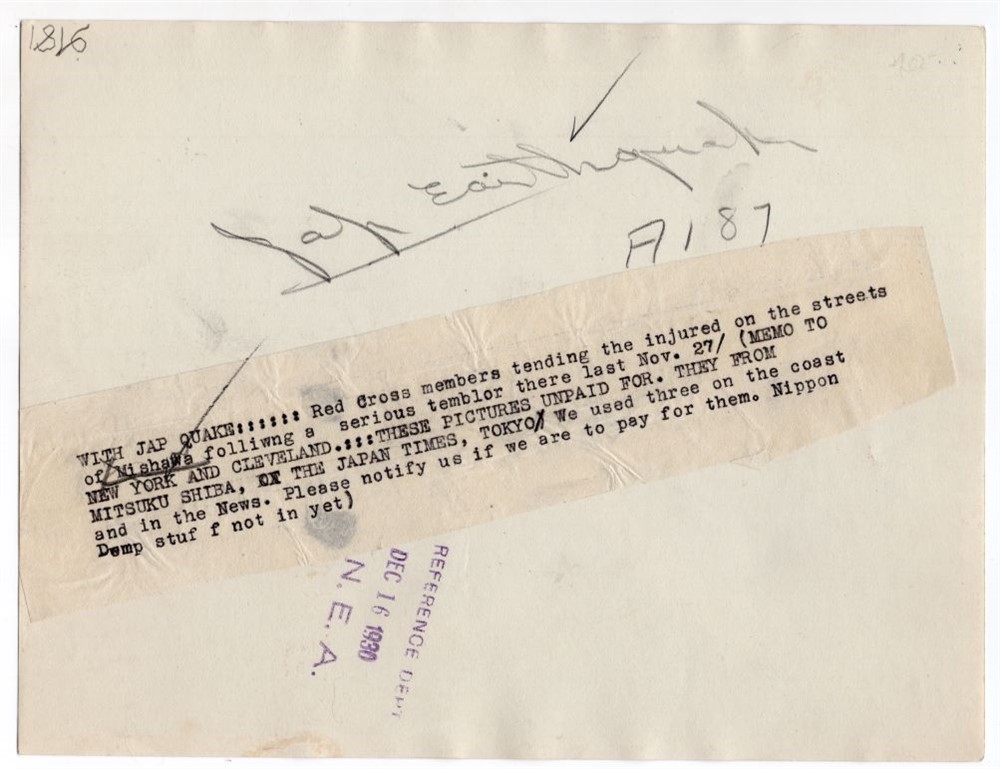 1816
Jap Earthquake
A187
WITH JAP QUAKE:::::: Red Cross members tending the injured on the streets
of Mishawa folliwng a serious temblor there last Nov. 27/ (MEMO TO
NEW YORK AND CLEVELAND.:::THESE PICTURES UNPAID FOR. THEY FROM
MITSUKU SHIBA, OF THE JAPAN TIMES, TOKYO/ We used three on the coast
and in the News. Please notify us if we are to pay for them. Nippon
Demp stuf f not in yet)
REFERENCE DEPT
DEC 16 1930
N. E. A.